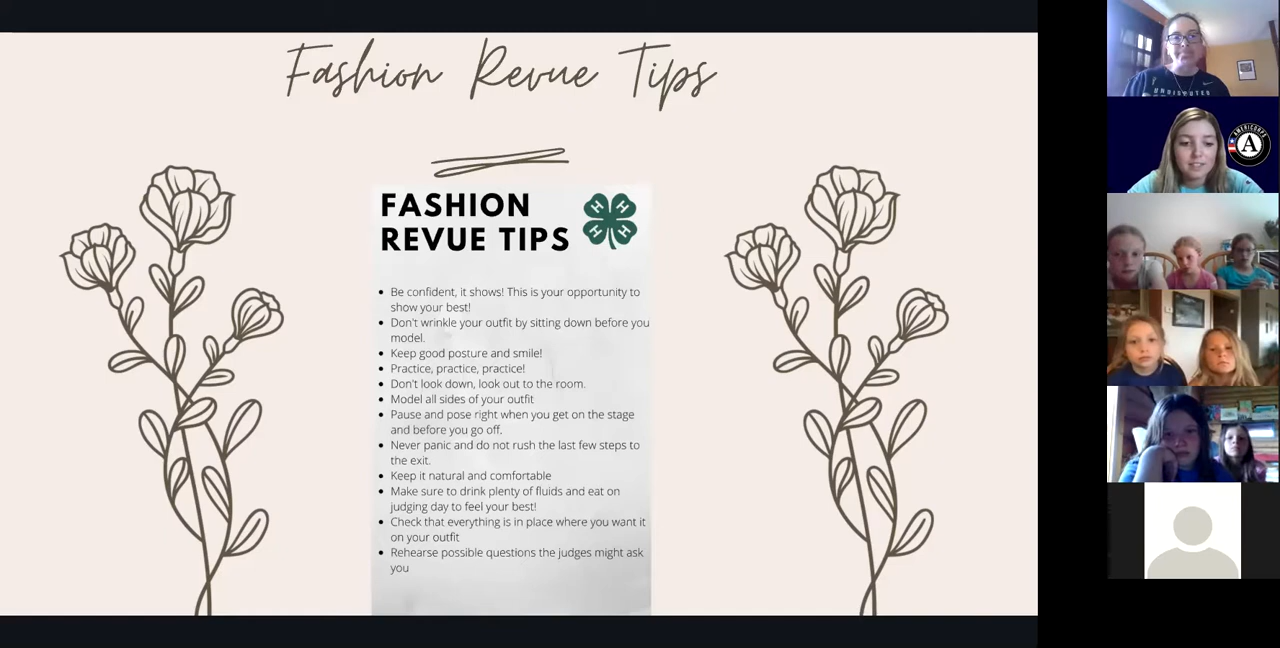 Fashion Revue Tips
FASHION
REVUE TIPS
H H
H H
Be confident, it shows! This is your opportunity to
show your best!
Don't wrinkle your outfit by sitting down before you
model.
Keep good posture and smile!
Practice, practice, practice!
Don't look down, look out to the room.
Model all sides of your outfit
Pause and pose right when you get on the stage
and before you go off.
Never panic and do not rush the last few steps to
the exit.
Keep it natural and comfortable
Make sure to drink plenty of fluids and eat on
judging day to feel your best!
Check that everything is in place where you want it
on your outfit
Rehearse possible questions the judges might ask
you
UNDISPUTED
AMERICORPS
A